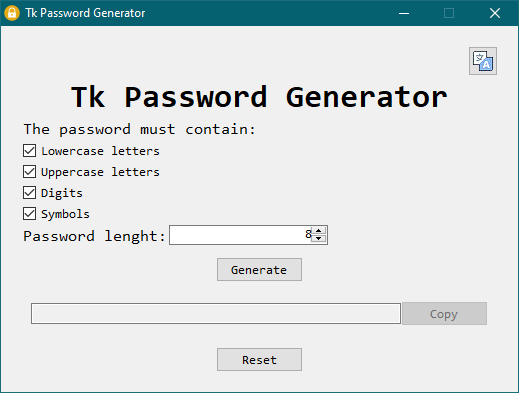 Tk Password Generator
文 A
Tk Password Generator
The password must contain:
Lowercase letters
Uppercase letters
Digits
Symbols
Password lenght: 8
Generate
Copy
Reset